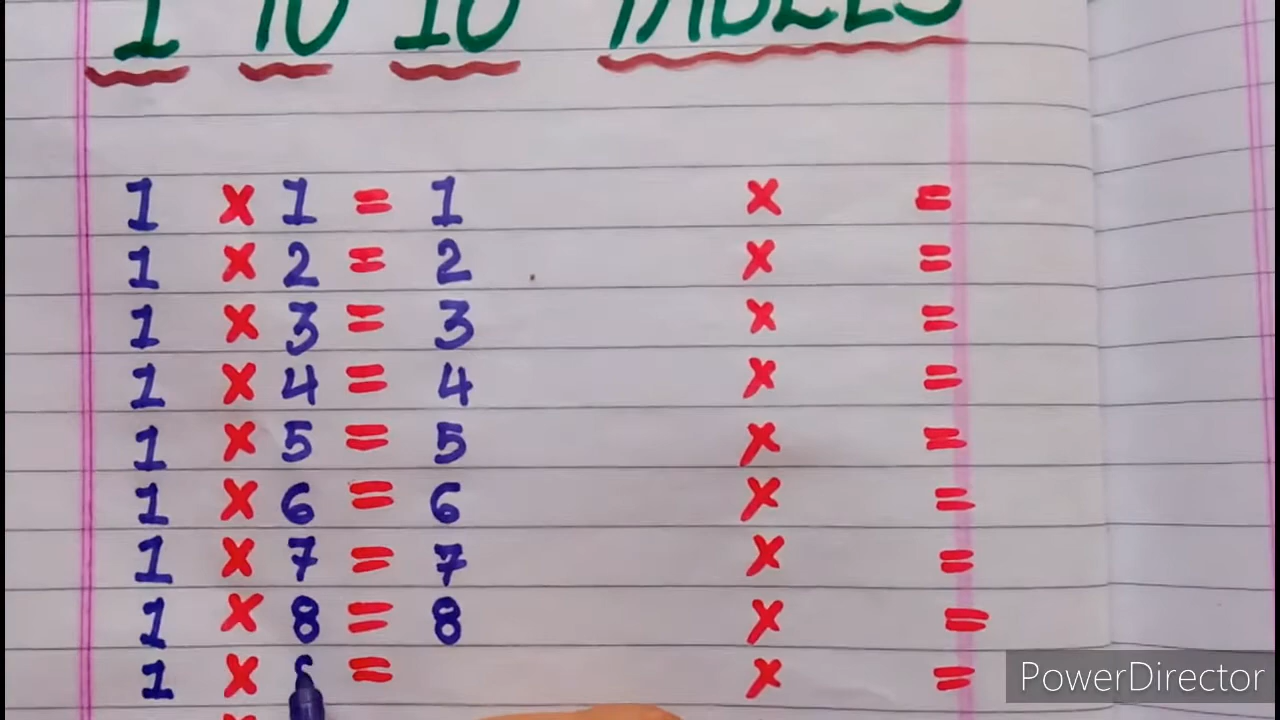 1 TO 10 TABLES
1 × 1 = 1 × =
1 × 2 = 2 × =
1 × 3 = 3 × =
1 × 4 = 4 × =
1 × 5 = 5 × =
1 × 6 = 6 × =
1 × 7 = 7 × =
1 × 8 = 8 × =
1 × = × =
PowerDirector